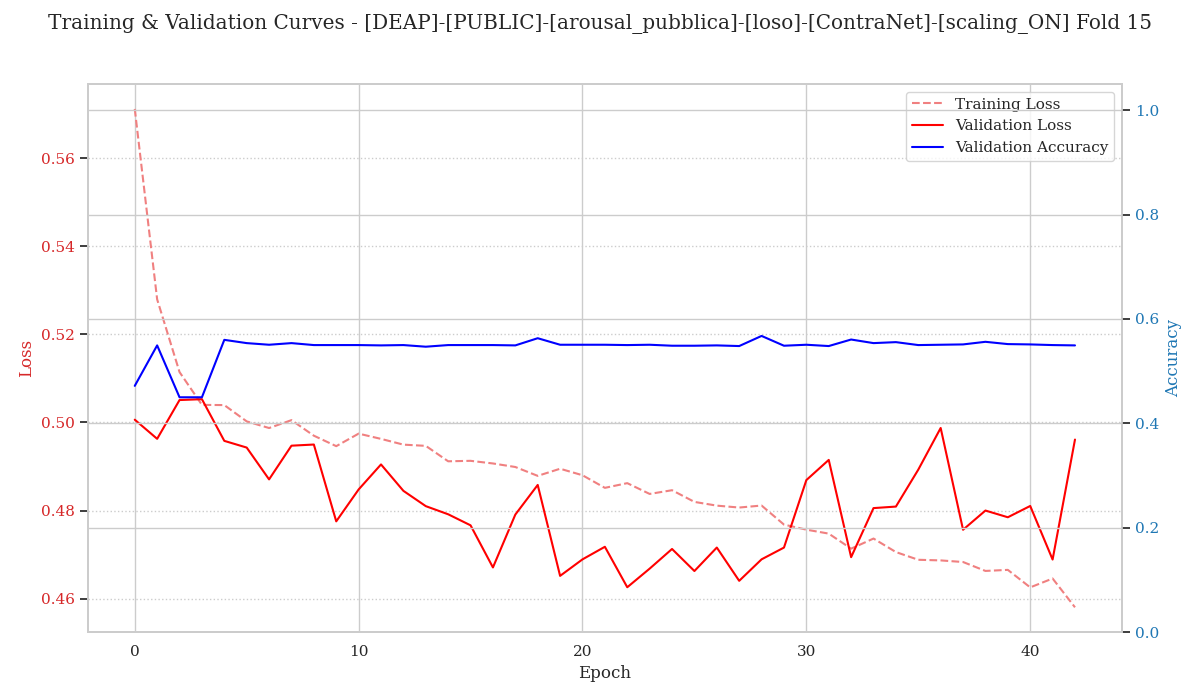 Training & Validation Curves - [DEAP]-[PUBLIC]-[arousal_pubblica]-[loso]-[ContraNet]-[scaling_ON] Fold 15
Training Loss
Validation Loss
Validation Accuracy
0.56
0.54
0.52
0.50
0.48
0.46
Loss
1.0
0.8
0.6
0.4
0.2
0.0
Accuracy
0
10
20
30
40
Epoch